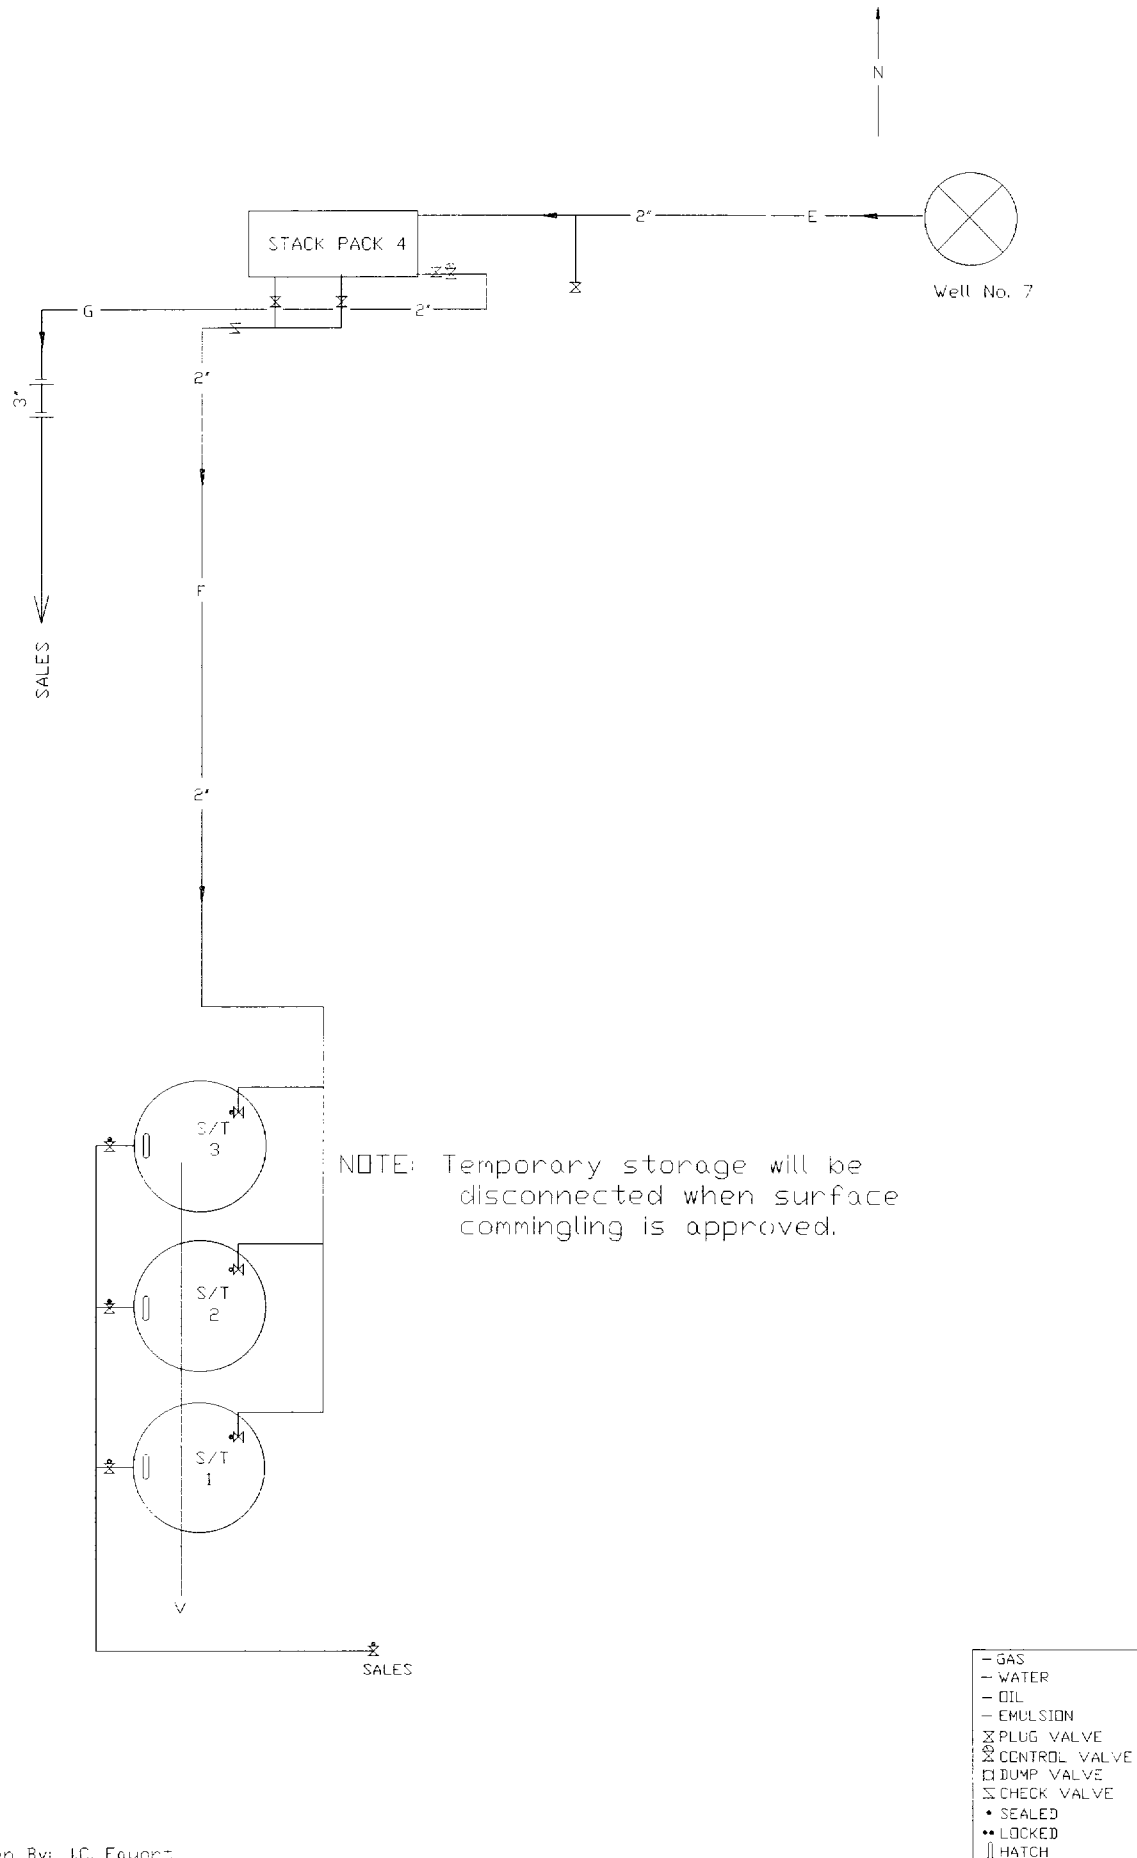 N
STACK PACK 4
2"
E
Well No. 7
G
2"
2"
3"
F
SALES
2"
S/T
3
NOTE: Temporary storage will be
disconnected when surface
commingling is approved.
S/T
2
S/T
1
SALES
GAS
WATER
OIL
EMULSION
PLUG VALVE
CONTROL VALVE
DUMP VALVE
CHECK VALVE
SEALED
LOCKED
HATCH
By: